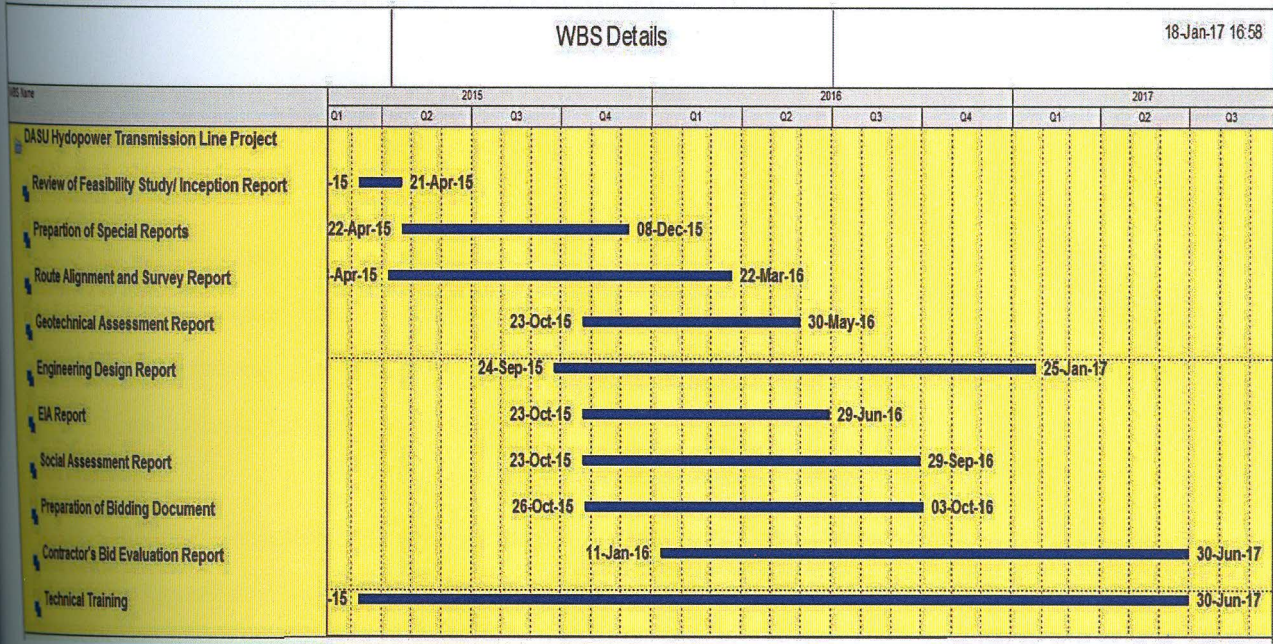 WBS Details
18-Jan-17 16:58
WBS Name
2015 2016 2017
Q1 Q2 Q3 Q4 Q1 Q2 Q3 Q4 Q1 Q2 Q3
DASU Hydopower Transmission Line Project
Review of Feasibility Study/ Inception Report -15 21-Apr-15
Prepartion of Special Reports 22-Apr-15 08-Dec-15
Route Alignment and Survey Report -Apr-15 22-Mar-16
Geotechnical Assessment Report 23-Oct-15 30-May-16
Engineering Design Report 24-Sep-15 25-Jan-17
EIA Report 23-Oct-15 29-Jun-16
Social Assessment Report 23-Oct-15 29-Sep-16
Preparation of Bidding Document 26-Oct-15 03-Oct-16
Contractor's Bid Evaluation Report 11-Jan-16 30-Jun-17
Technical Training -15 30-Jun-17